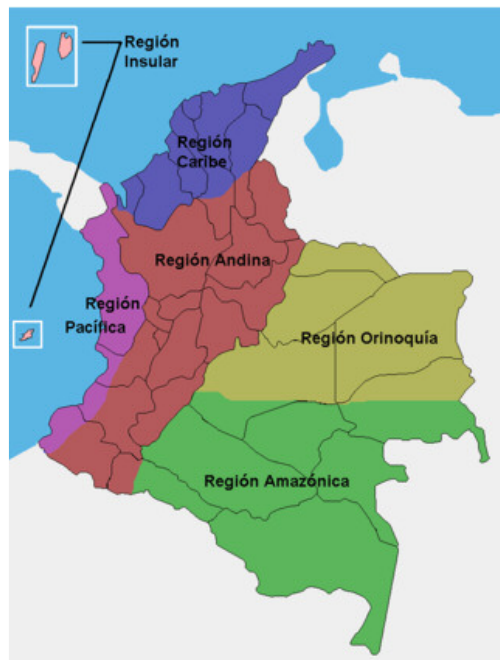 Región
Insular
Región
Caribe
Región Andina
Región
Pacífica
Región Orinoquía
Región Amazónica